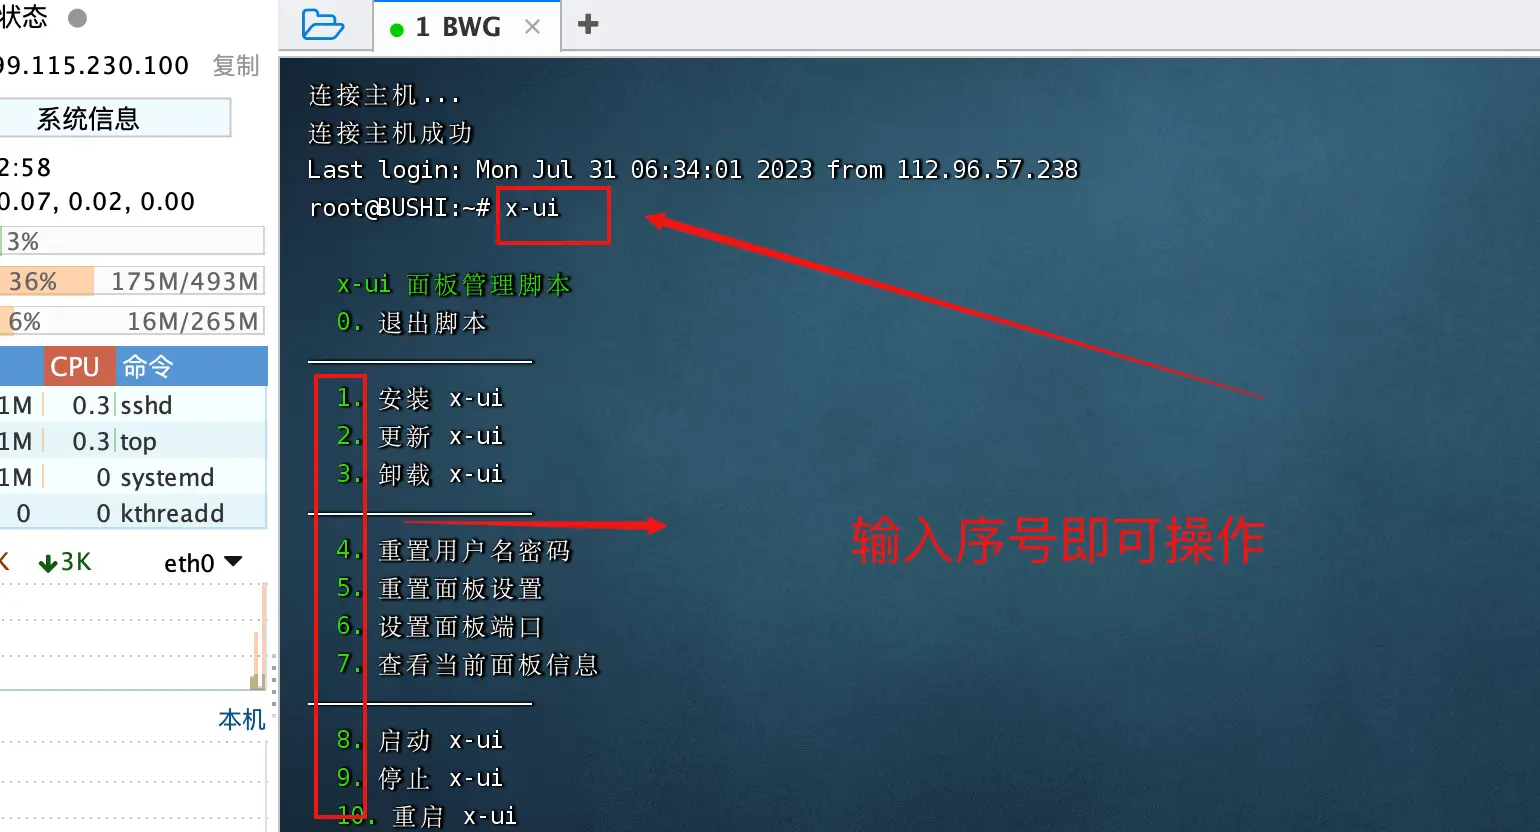 状态
99.115.230.100 复制
系统信息
2:58
0.07, 0.02, 0.00
3%
36% 175M/493M
6% 16M/265M
CPU 命令
1M 0.3 sshd
1M 0.3 top
1M 0 systemd
0 0 kthreadd
K 3K eth0
本机
1 BWG
连接主机...
连接主机成功
Last login: Mon Jul 31 06:34:01 2023 from 112.96.57.238
root@BUSHI:~# x-ui
x-ui 面板管理脚本
0. 退出脚本
1. 安装 x-ui
2. 更新 x-ui
3. 卸载 x-ui
4. 重置用户名密码
5. 重置面板设置
6. 设置面板端口
7. 查看当前面板信息
8. 启动 x-ui
9. 停止 x-ui
10. 重启 x-ui
输入序号即可操作